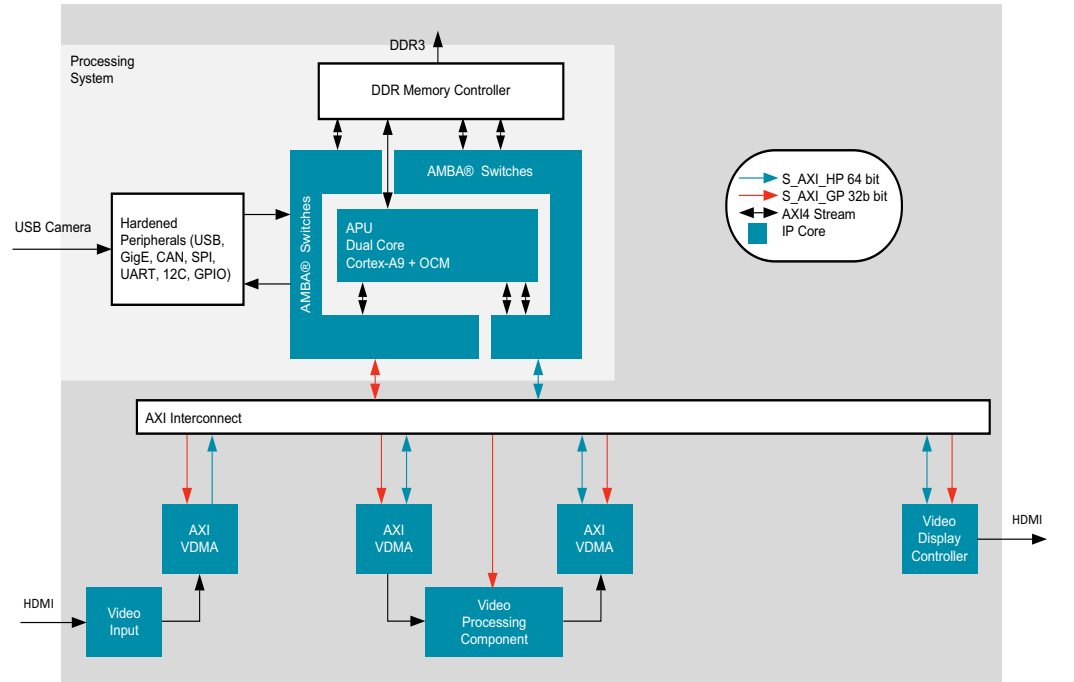 DDR3
Processing
System
DDR Memory Controller
AMBA® Switches
AMBA® Switches
S_AXI_HP 64 bit
S_AXI_GP 32b bit
AXI4 Stream
IP Core
USB Camera
Hardened
Peripherals (USB,
GigE, CAN, SPI,
UART, 12C, GPIO)
APU
Dual Core
Cortex-A9 + OCM
AXI Interconnect
AXI
VDMA
AXI
VDMA
AXI
VDMA
Video
Display
Controller
HDMI
HDMI
Video
Input
Video
Processing
Component